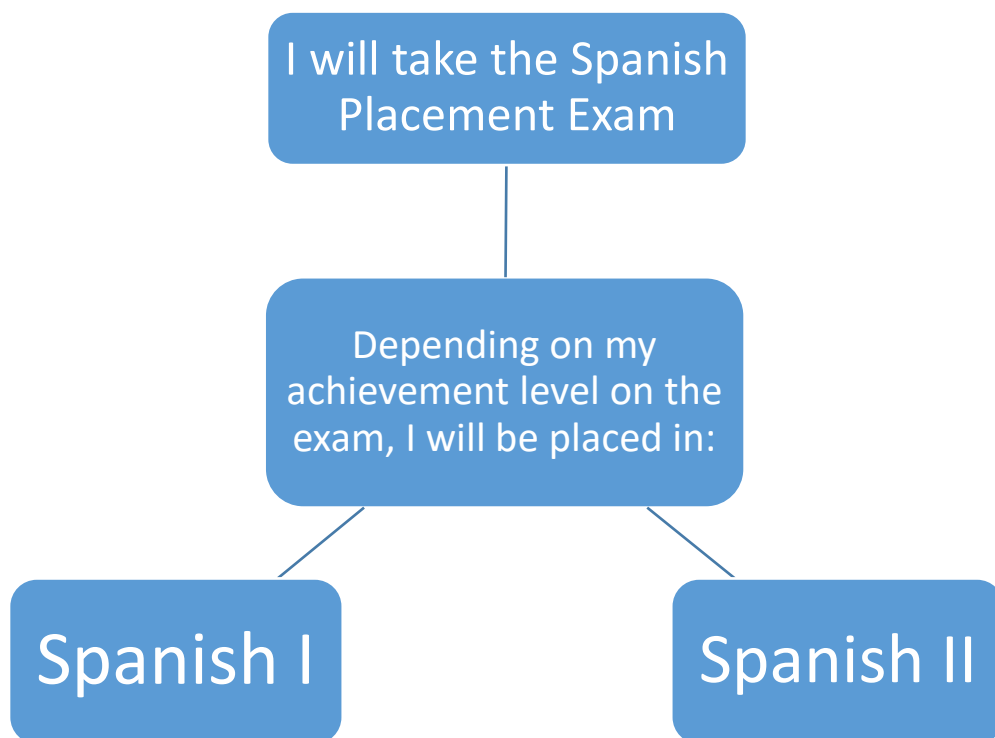 I will take the Spanish
Placement Exam
Depending on my
achievement level on the
exam, I will be placed in:
Spanish I
Spanish II